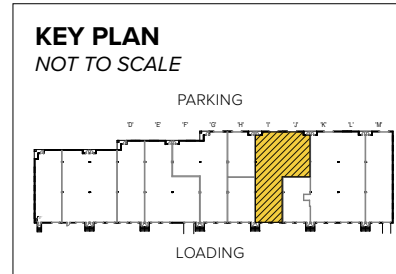 KEY PLAN
NOT TO SCALE
PARKING
'D' 'E' 'F' 'G' 'H' 'I' 'J' 'K' 'L' 'M'
LOADING